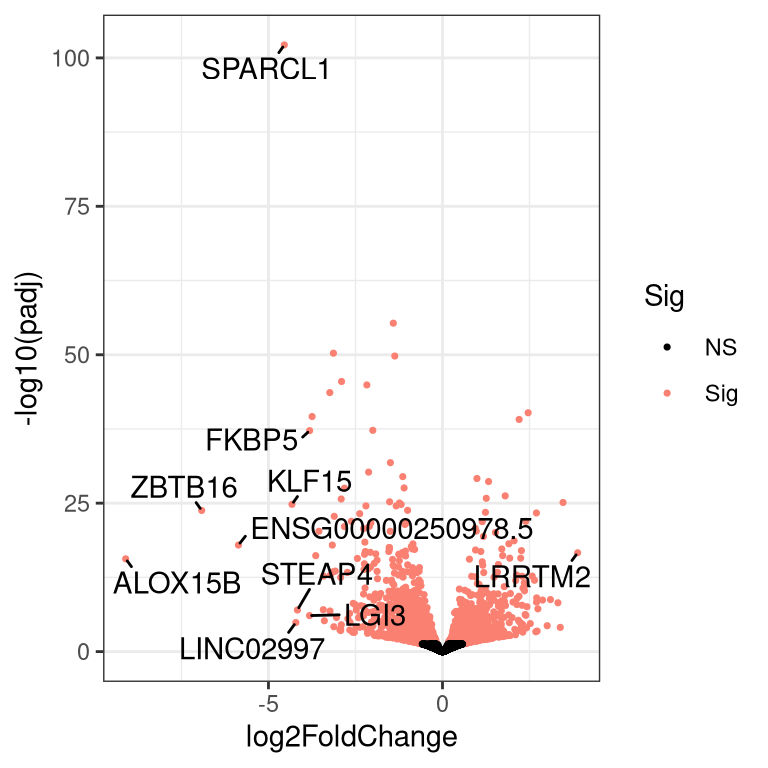 100
SPARCL1
75
-log10(padj)
Sig
NS
Sig
50
FKBP5
ZBTB16
KLF15
25
ENSG00000250978.5
ALOX15B
STEAP4
LRRTM2
LGI3
LINC02997
0
-5
0
log2FoldChange